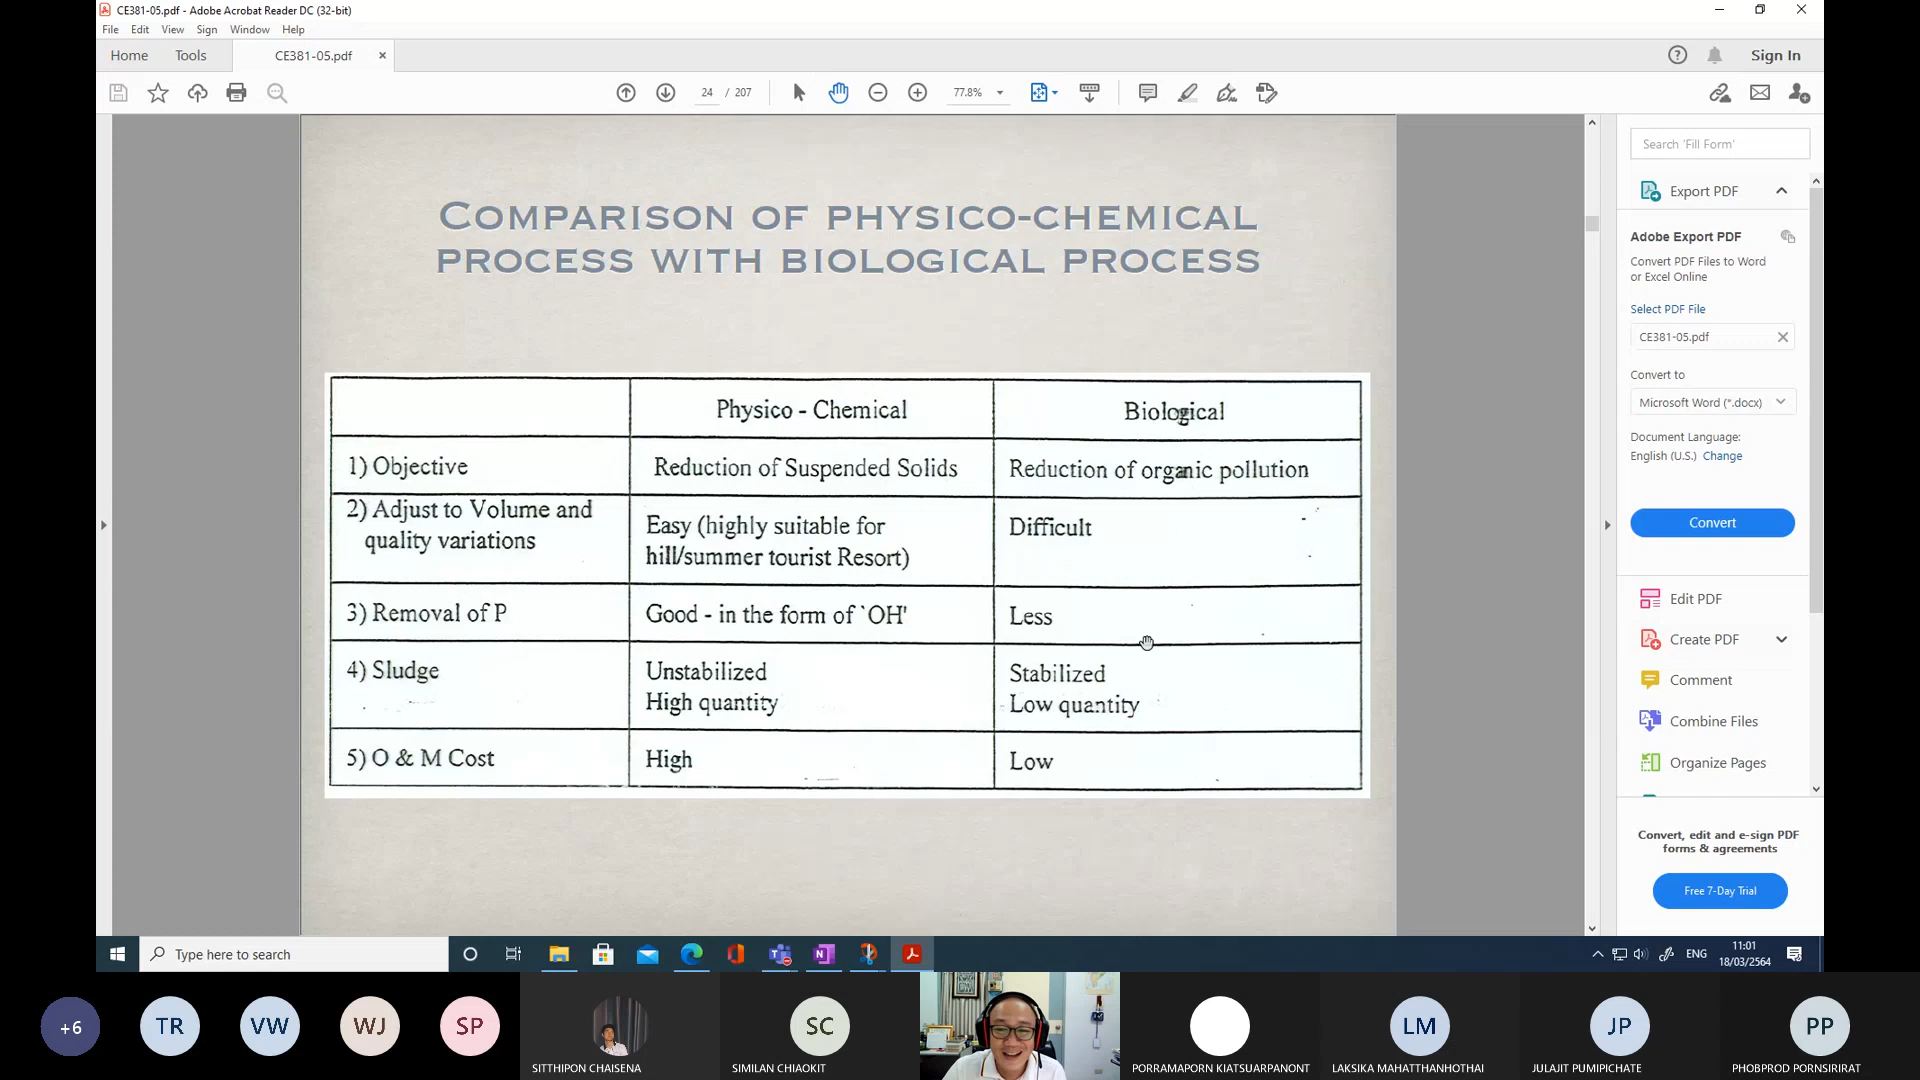 CE381-05.pdf - Adobe Acrobat Reader DC (32-bit)
File Edit View Sign Window Help
Home Tools CE381-05.pdf Sign In
24 / 207 77.8%
COMPARISON OF PHYSICO-CHEMICAL
PROCESS WITH BIOLOGICAL PROCESS
Physico - Chemical Biological
1) Objective Reduction of Suspended Solids Reduction of organic pollution
2) Adjust to Volume and
quality variations
Easy (highly suitable for
hill/summer tourist Resort)
Difficult
3) Removal of P Good - in the form of `OH' Less
4) Sludge
Unstabilized
High quantity
Stabilized
Low quantity
5) O & M Cost High Low
Search 'Fill Form'
Export PDF
Adobe Export PDF
Convert PDF Files to Word
or Excel Online
Select PDF File
CE381-05.pdf
Convert to
Microsoft Word (*.docx)
Document Language:
English (U.S.) Change
Convert
Edit PDF
Create PDF
Comment
Combine Files
Organize Pages
Convert, edit and e-sign PDF
forms & agreements
Free 7-Day Trial
Type here to search
ENG
11:01
18/03/2564
+6 TR VW WJ SP SC LM JP PP
SITTHIPON CHAISENA SIMILAN CHIAOKIT PORRAMAPORN KIATSUARPANONT LAKSIKA MAHATTHANHOTHAI JULAJIT PUMIPICHATE PHOBPROD PORNSIRIRAT